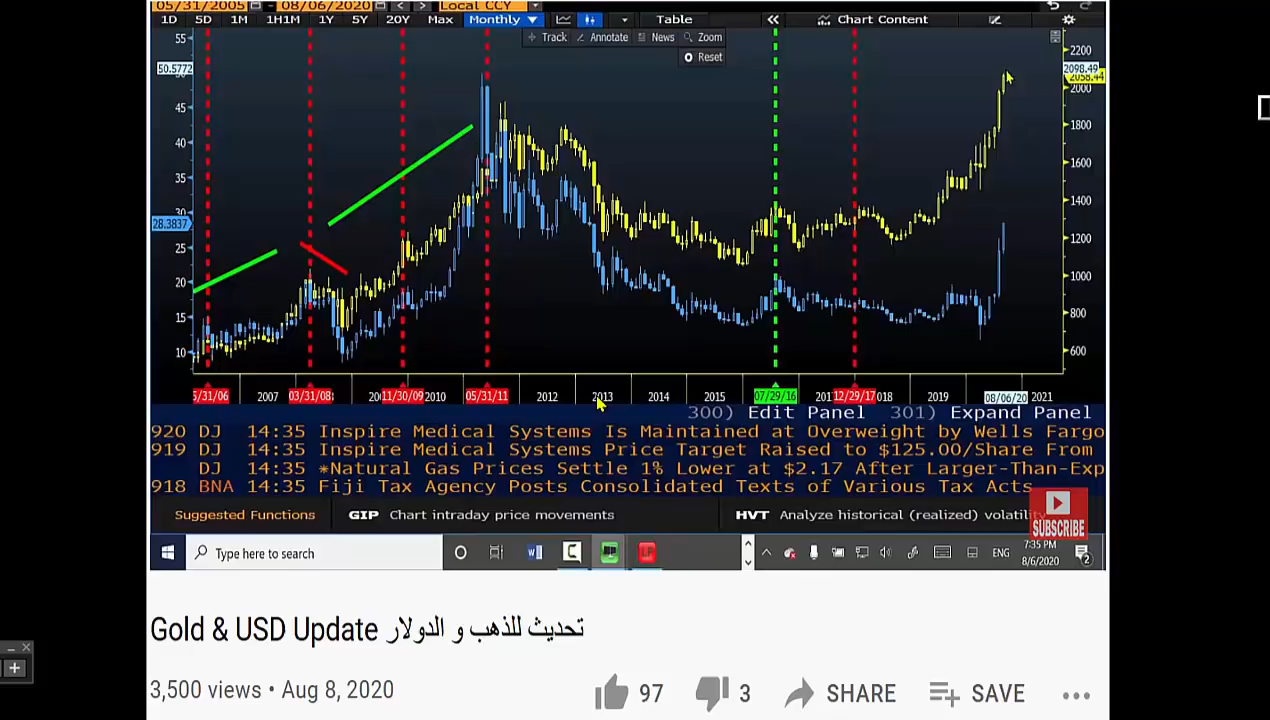 05/31/2005 - 08/06/2020 Local CCY
1D 5D 1M 1H1M 1Y 5Y 20Y Max Monthly ▼ Table « Chart Content
+ Track Annotate News Zoom
Reset
55
50.5772
45
40
35
30
28.3837
25
20
15
10
2200
2098.49
2058.44
2000
1800
1600
1400
1200
1000
800
600
5/31/06 2007 03/31/08 11/30/09 05/31/11 2012 2013 2014 2015 07/29/16 12/29/17 018 2019 08/06/20 2021
300) Edit Panel 301) Expand Panel
920 DJ 14:35 Inspire Medical Systems Is Maintained at Overweight by Wells Fargo
919 DJ 14:35 Inspire Medical Systems Price Target Raised to $125.00/Share From
DJ 14:35 *Natural Gas Prices Settle 1% Lower at $2.17 After Larger-Than-Exp
918 BNA 14:35 Fiji Tax Agency Posts Consolidated Texts of Various Tax Acts
Suggested Functions GIP Chart intraday price movements HVT Analyze historical (realized) volatility
SUBSCRIBE
Type here to search
ENG
7:35 PM
8/6/2020
2
Gold & USD Update تحديث للذهب و الدولار
3,500 views • Aug 8, 2020
97 3 SHARE SAVE